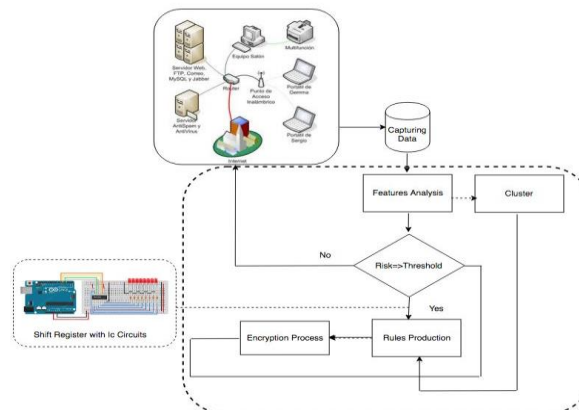 Equipo Salón
Multifunción
Servidor Web,
FTP, Correo,
MySQL y Jabber
Router
Punto de
Acceso
Inalámbrico
Portátil de
Gemma
Servidor
AntiSpam y
AntiVirus
Portátil de
Sergio
Internet
Capturing
Data
Features Analysis
Cluster
No
Risk=>Threshold
Yes
Shift Register with Ic Circuits
Encryption Process
Rules Production